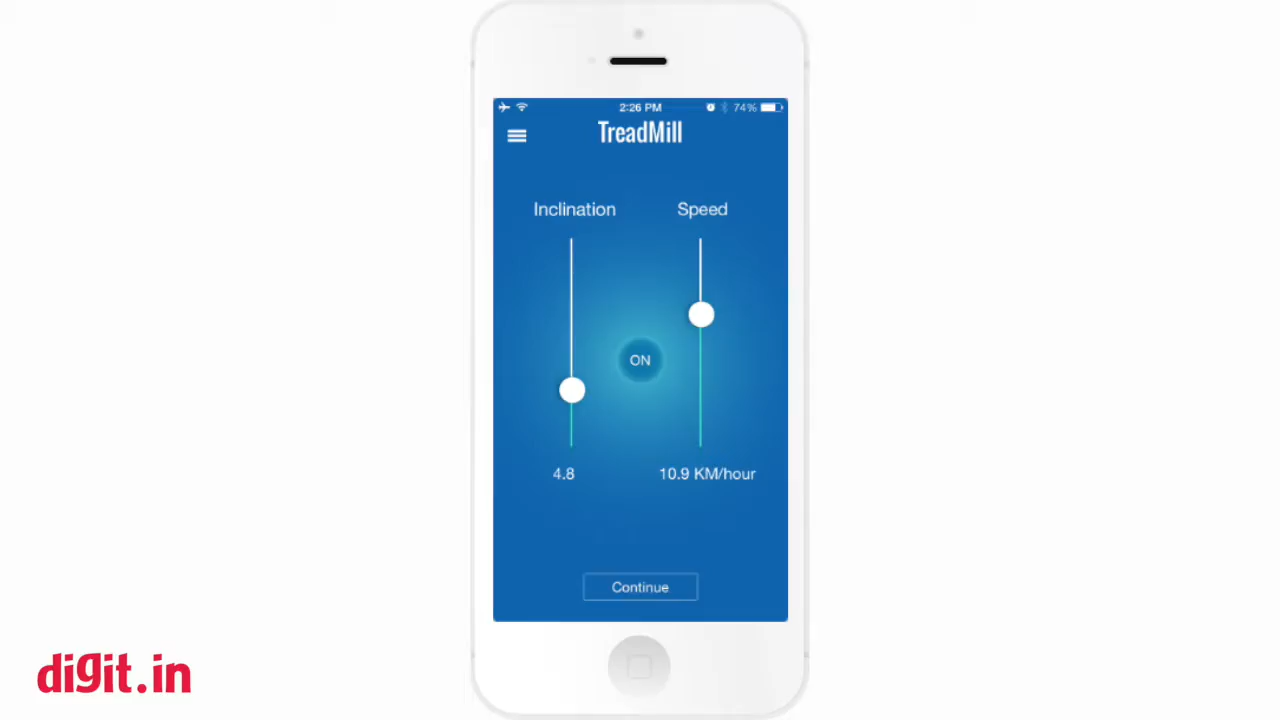 2:26 PM 74%
TreadMill
Inclination Speed
ON
4.8 10.9 KM/hour
Continue
digit.in